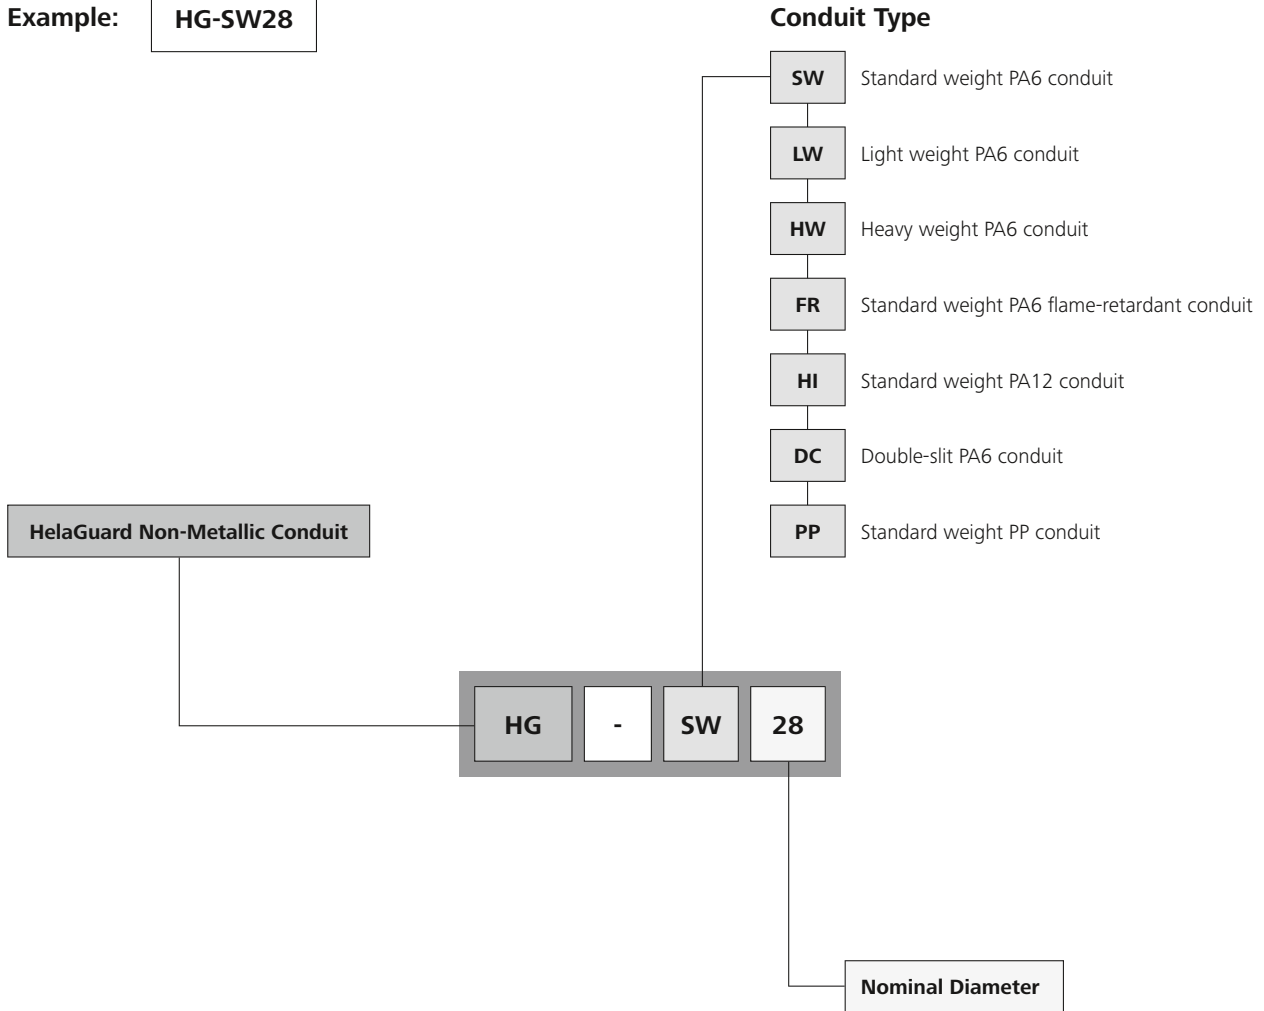 Example:
HG-SW28
Conduit Type
SW Standard weight PA6 conduit
LW Light weight PA6 conduit
HW Heavy weight PA6 conduit
FR Standard weight PA6 flame-retardant conduit
HI Standard weight PA12 conduit
DC Double-slit PA6 conduit
PP Standard weight PP conduit
HelaGuard Non-Metallic Conduit
HG - SW 28
Nominal Diameter